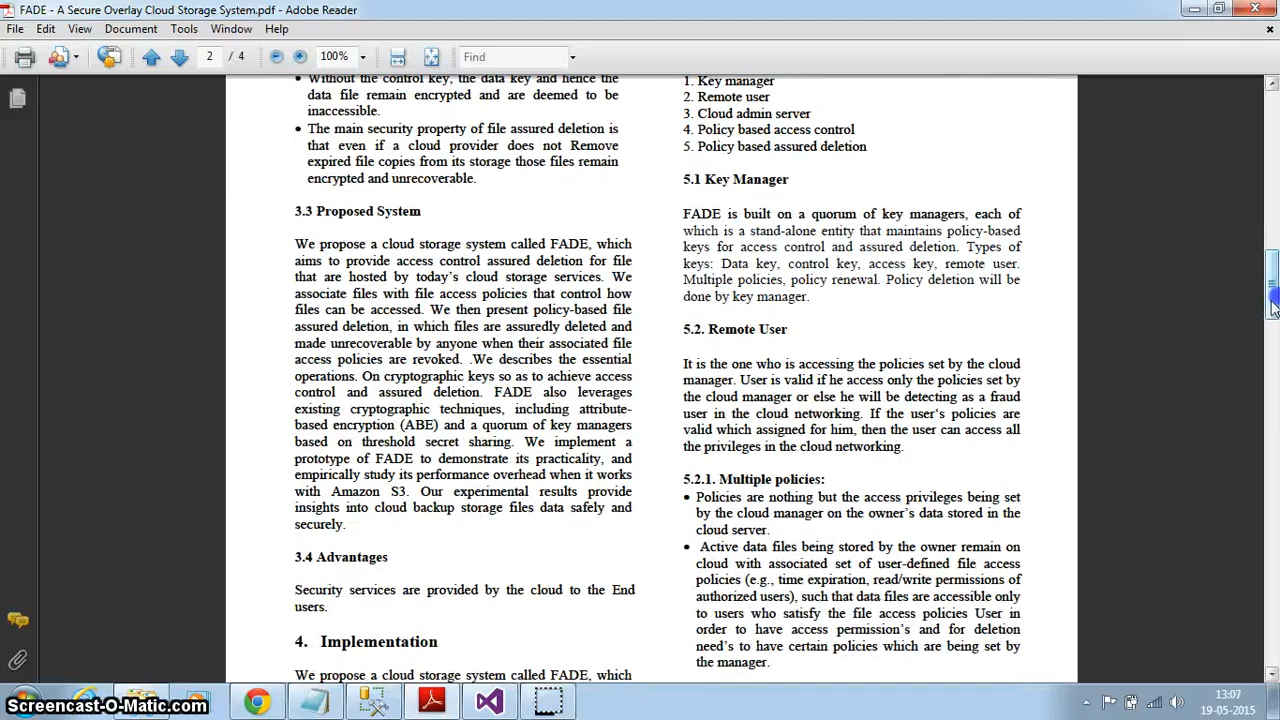 FADE - A Secure Overlay Cloud Storage System.pdf - Adobe Reader
File Edit View Document Tools Window Help
2 / 4 100% Find
• Without the control key, the data key and hence the
data file remain encrypted and are deemed to be
inaccessible.
• The main security property of file assured deletion is
that even if a cloud provider does not Remove
expired file copies from its storage those files remain
encrypted and unrecoverable.
3.3 Proposed System
We propose a cloud storage system called FADE, which
aims to provide access control assured deletion for file
that are hosted by today's cloud storage services. We
associate files with file access policies that control how
files can be accessed. We then present policy-based file
assured deletion, in which files are assuredly deleted and
made unrecoverable by anyone when their associated file
access policies are revoked. .We describes the essential
operations. On cryptographic keys so as to achieve access
control and assured deletion. FADE also leverages
existing cryptographic techniques, including attribute-
based encryption (ABE) and a quorum of key managers
based on threshold secret sharing. We implement a
prototype of FADE to demonstrate its practicality, and
empirically study its performance overhead when it works
with Amazon S3. Our experimental results provide
insights into cloud backup storage files data safely and
securely.
3.4 Advantages
Security services are provided by the cloud to the End
users.
4. Implementation
We propose a cloud storage system called FADE, which
1. Key manager
2. Remote user
3. Cloud admin server
4. Policy based access control
5. Policy based assured deletion
5.1 Key Manager
FADE is built on a quorum of key managers, each of
which is a stand-alone entity that maintains policy-based
keys for access control and assured deletion. Types of
keys: Data key, control key, access key, remote user.
Multiple policies, policy renewal. Policy deletion will be
done by key manager.
5.2. Remote User
It is the one who is accessing the policies set by the cloud
manager. User is valid if he access only the policies set by
the cloud manager or else he will be detecting as a fraud
user in the cloud networking. If the user's policies are
valid which assigned for him, then the user can access all
the privileges in the cloud networking.
5.2.1. Multiple policies:
• Policies are nothing but the access privileges being set
by the cloud manager on the owner's data stored in the
cloud server.
• Active data files being stored by the owner remain on
cloud with associated set of user-defined file access
policies (e.g., time expiration, read/write permissions of
authorized users), such that data files are accessible only
to users who satisfy the file access policies User in
order to have access permission's and for deletion
need's to have certain policies which are being set by
the manager.
Screencast-O-Matic.com
13:07
19-05-2015